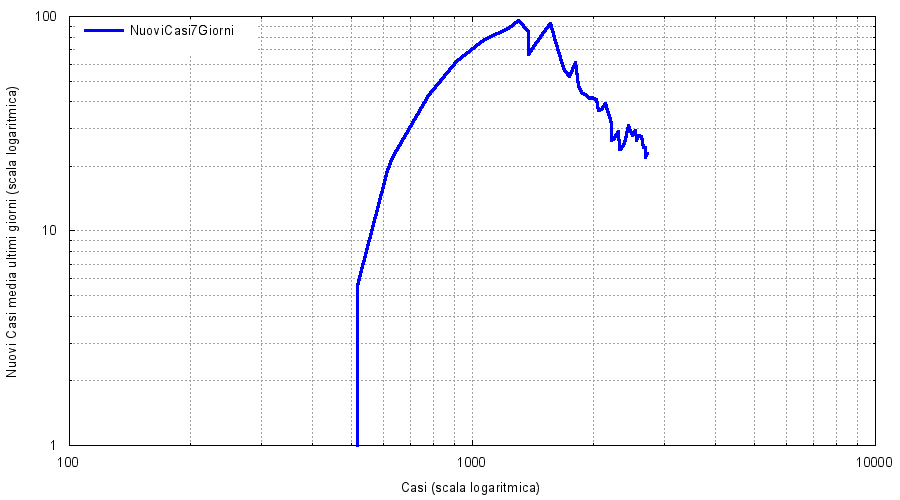 100
NuoviCasi7Giorni
10
1
Nuovi Casi media ultimi giorni (scala logaritmica)
100
1000
10000
Casi (scala logaritmica)